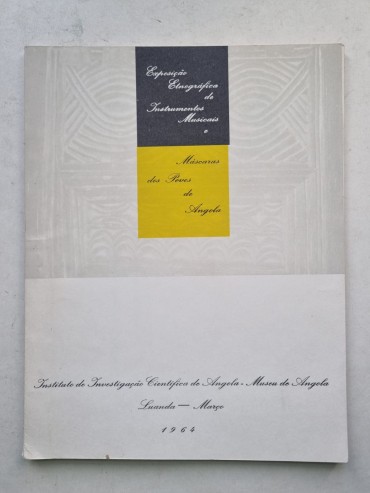 Exposição
Etnográfica
de
Instrumentos
Musicais
e
Máscaras
dos Povos
de
Angola
Instituto de Investigação Científica de Angola - Museu de Angola
Luanda — Março
1964